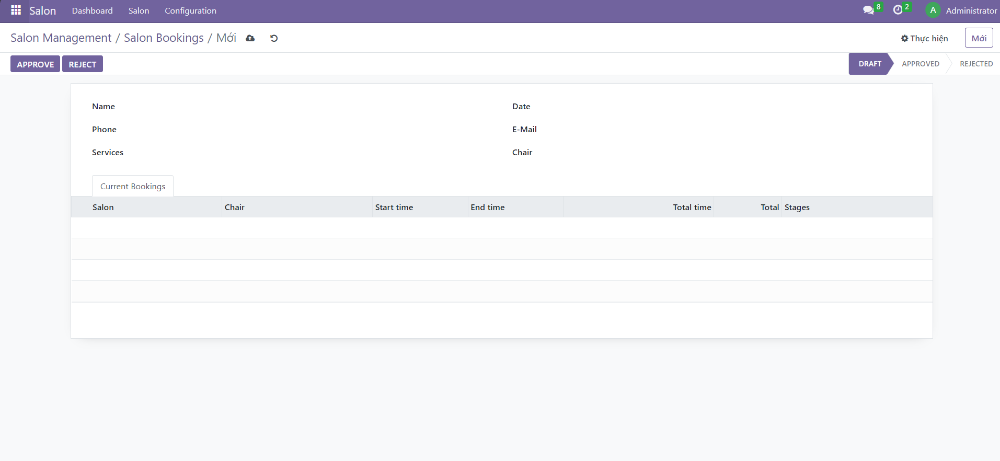 Salon Dashboard Salon Configuration 8 2 A Administrator
Salon Management / Salon Bookings / Mới Thực hiện Mới
APPROVE REJECT DRAFT APPROVED REJECTED
Name Date
Phone E-Mail
Services Chair
Current Bookings
Salon Chair Start time End time Total time Total Stages